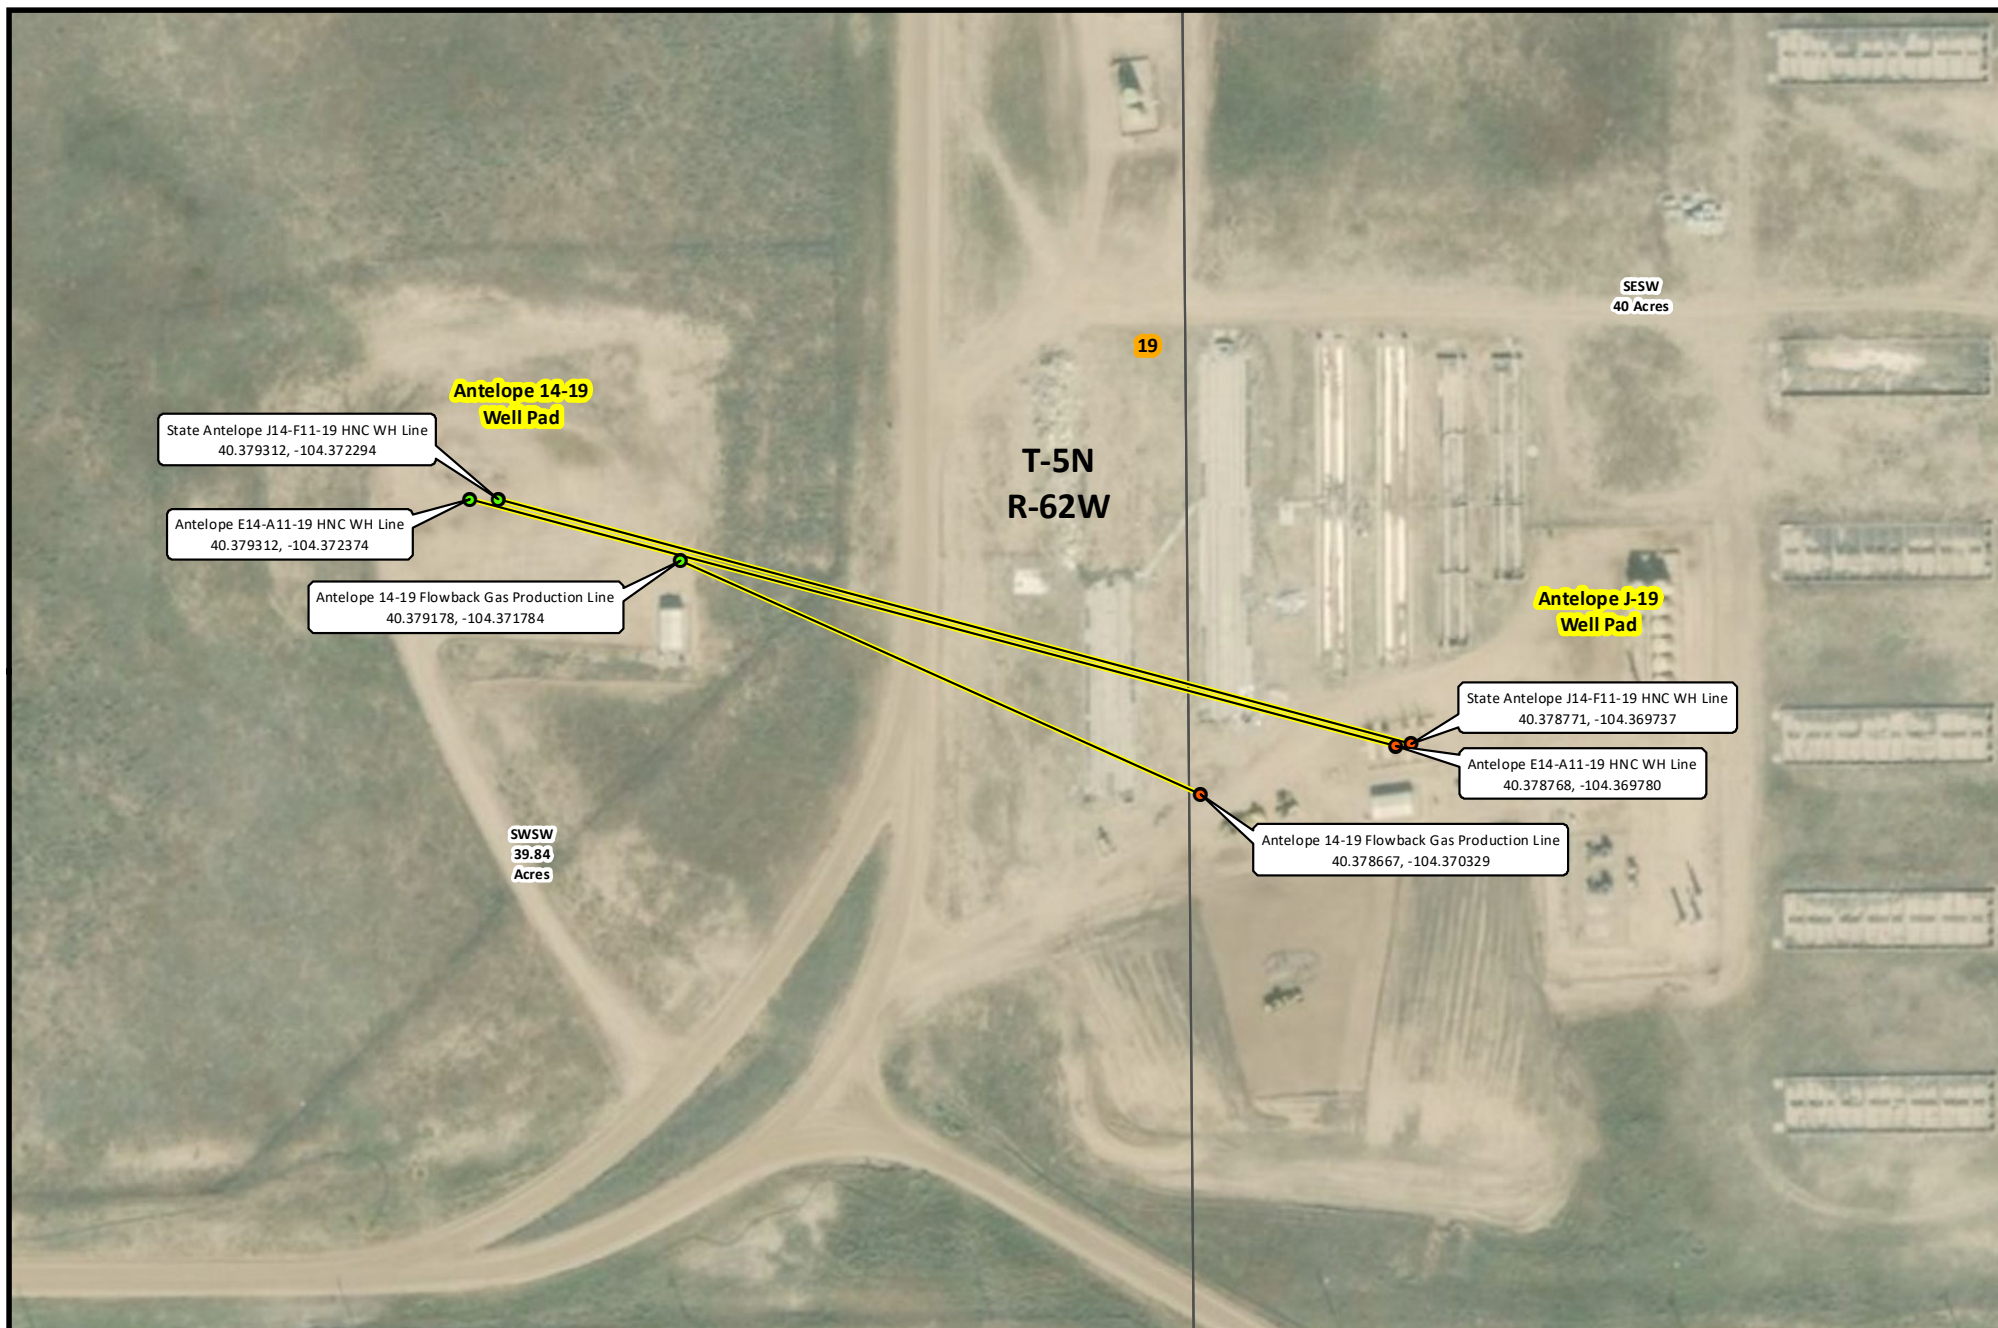 SESW
40 Acres
19
Antelope 14-19
Well Pad
State Antelope J14-F11-19 HNC WH Line
40.379312, -104.372294
T-5N
R-62W
Antelope E14-A11-19 HNC WH Line
40.379312, -104.372374
Antelope 14-19 Flowback Gas Production Line
40.379178, -104.371784
Antelope J-19
Well Pad
State Antelope J14-F11-19 HNC WH Line
40.378771, -104.369737
Antelope E14-A11-19 HNC WH Line
40.378768, -104.369780
Antelope 14-19 Flowback Gas Production Line
40.378667, -104.370329
SWSW
39.84
Acres